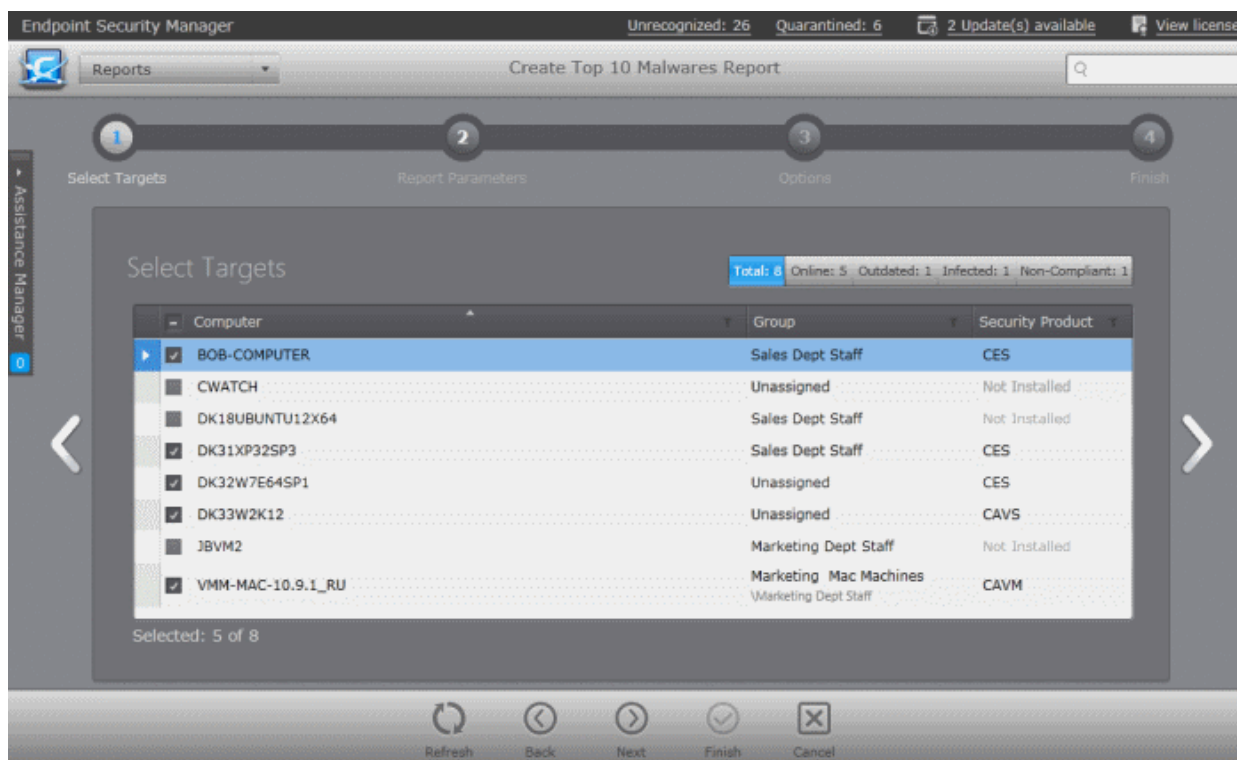 Endpoint Security Manager Unrecognized: 26 Quarantined: 6 2 Update(s) available View license
Reports Create Top 10 Malwares Report
1 2 3 4
Select Targets Report Parameters Options Finish
Assistance Manager
0
Select Targets Total: 8 Online: 5 Outdated: 1 Infected: 1 Non-Compliant: 1
Computer Group Security Product
BOB-COMPUTER Sales Dept Staff CES
CWATCH Unassigned Not Installed
DK18UBUNTU12X64 Sales Dept Staff Not Installed
DK31XP32SP3 Sales Dept Staff CES
DK32W7E64SP1 Unassigned CES
DK33W2K12 Unassigned CAVS
JBVM2 Marketing Dept Staff Not Installed
VMM-MAC-10.9.1_RU Marketing Mac Machines CAVM
\Marketing Dept Staff
Selected: 5 of 8
Refresh Back Next Finish Cancel